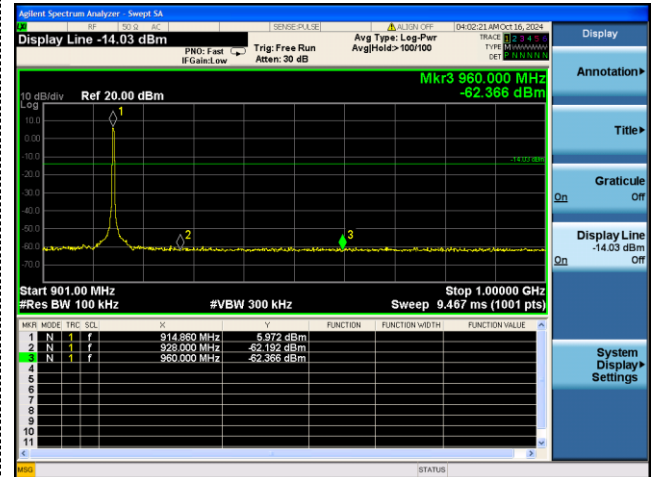 Agilent Spectrum Analyzer - Swept SA
RF 50 Ω AC SENSE:PULSE ALIGN OFF 04:02:21 AM Oct 16, 2024
Display Line -14.03 dBm
PNO: Fast Trig: Free Run
IFGain:Low Atten: 30 dB
Avg Type: Log-Pwr
Avg|Hold:>100/100
TRACE 1 2 3 4 5 6
TYPE MWWWWW
DET P N N N N N
Mkr3 960.000 MHz
-62.366 dBm
10 dB/div Ref 20.00 dBm
Log
10.0
0.00
-10.0
-20.0
-30.0
-40.0
-50.0
-60.0
-70.0
1
2
3
-14.03 dBm
Start 901.00 MHz Stop 1.00000 GHz
#Res BW 100 kHz #VBW 300 kHz Sweep 9.467 ms (1001 pts)
MKR MODE TRC SCL X Y FUNCTION FUNCTION WIDTH FUNCTION VALUE
1 N 1 f 914.860 MHz 5.972 dBm
2 N 1 f 928.000 MHz -62.192 dBm
3 N 1 f 960.000 MHz -62.366 dBm
4
5
6
7
8
9
10
11
MSG STATUS
Display
Annotation
Title
Graticule
On Off
Display Line
-14.03 dBm
On Off
System
Display
Settings